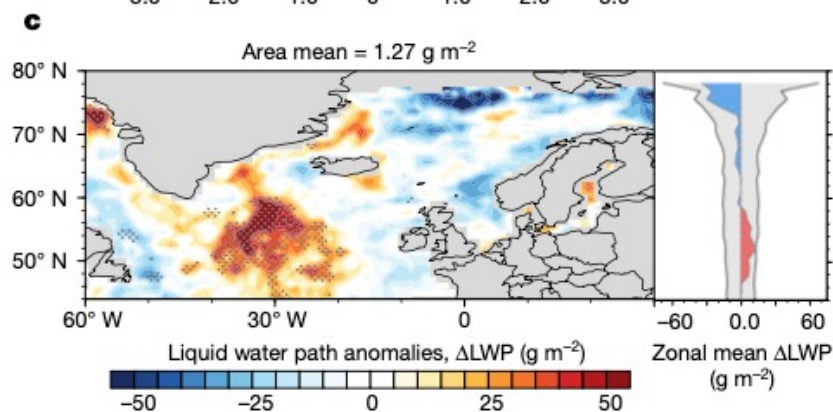 c
Area mean = 1.27 g m⁻²
80° N
70° N
60° N
50° N
60° W 30° W 0
−60 0.0 60
Liquid water path anomalies, ΔLWP (g m⁻²)
−50 −25 0 25 50
Zonal mean ΔLWP
(g m⁻²)